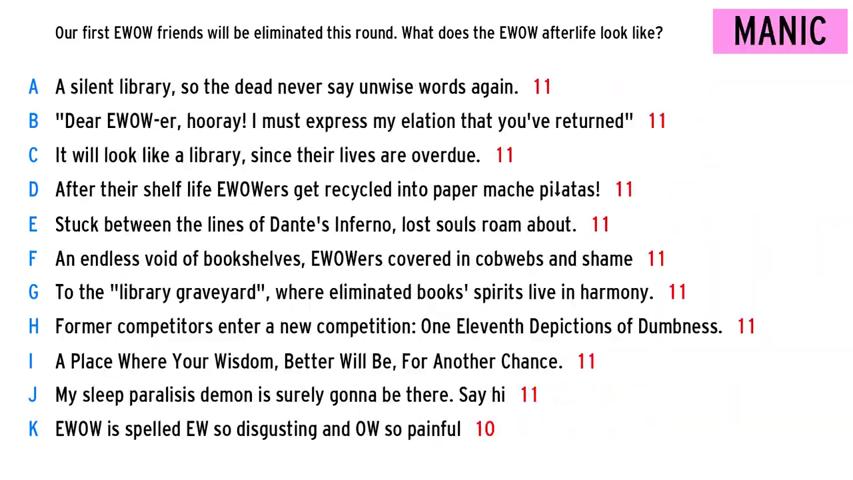 Our first EWOW friends will be eliminated this round. What does the EWOW afterlife look like?
MANIC
A A silent library, so the dead never say unwise words again. 11
B "Dear EWOW-er, hooray! I must express my elation that you've returned" 11
C It will look like a library, since their lives are overdue. 11
D After their shelf life EWOWers get recycled into paper mache pi꒙atas! 11
E Stuck between the lines of Dante's Inferno, lost souls roam about. 11
F An endless void of bookshelves, EWOWers covered in cobwebs and shame 11
G To the "library graveyard", where eliminated books' spirits live in harmony. 11
H Former competitors enter a new competition: One Eleventh Depictions of Dumbness. 11
I A Place Where Your Wisdom, Better Will Be, For Another Chance. 11
J My sleep paralisis demon is surely gonna be there. Say hi 11
K EWOW is spelled EW so disgusting and OW so painful 10